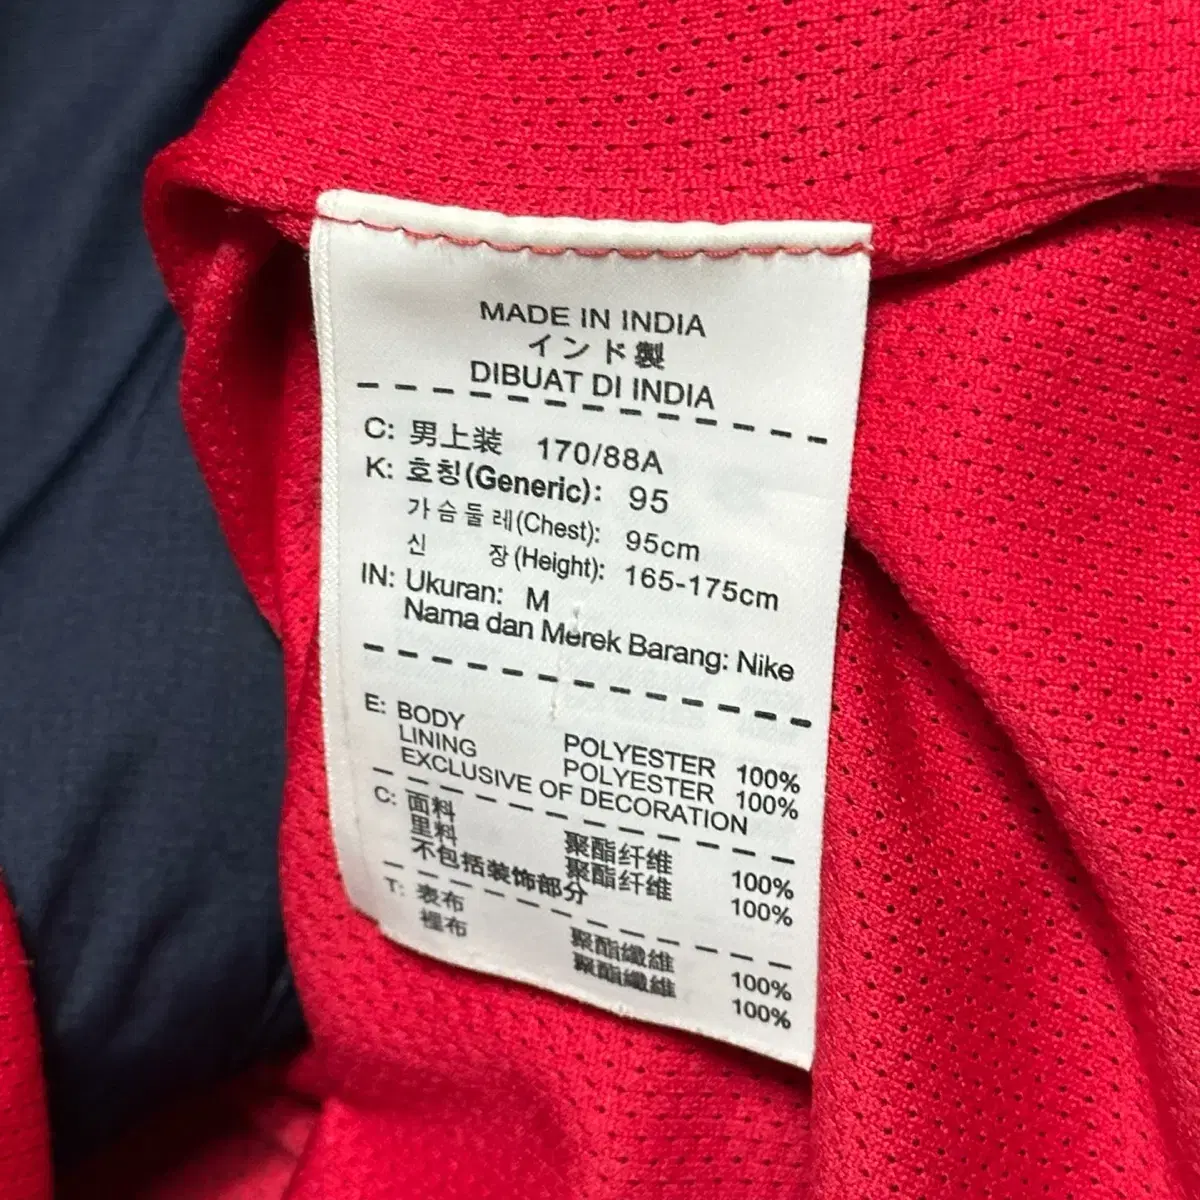 MADE IN INDIA
インド製
DIBUAT DI INDIA
C: 男上装 170/88A
K: 호칭(Generic): 95
가슴둘레(Chest): 95cm
신 장(Height): 165-175cm
IN: Ukuran: M
Nama dan Merek Barang: Nike
E: BODY POLYESTER 100%
LINING POLYESTER 100%
EXCLUSIVE OF DECORATION
C: 面料 聚酯纤维 100%
里料 聚酯纤维 100%
不包括装饰部分
T: 表布 聚酯纖維 100%
裡布 聚酯纖維 100%